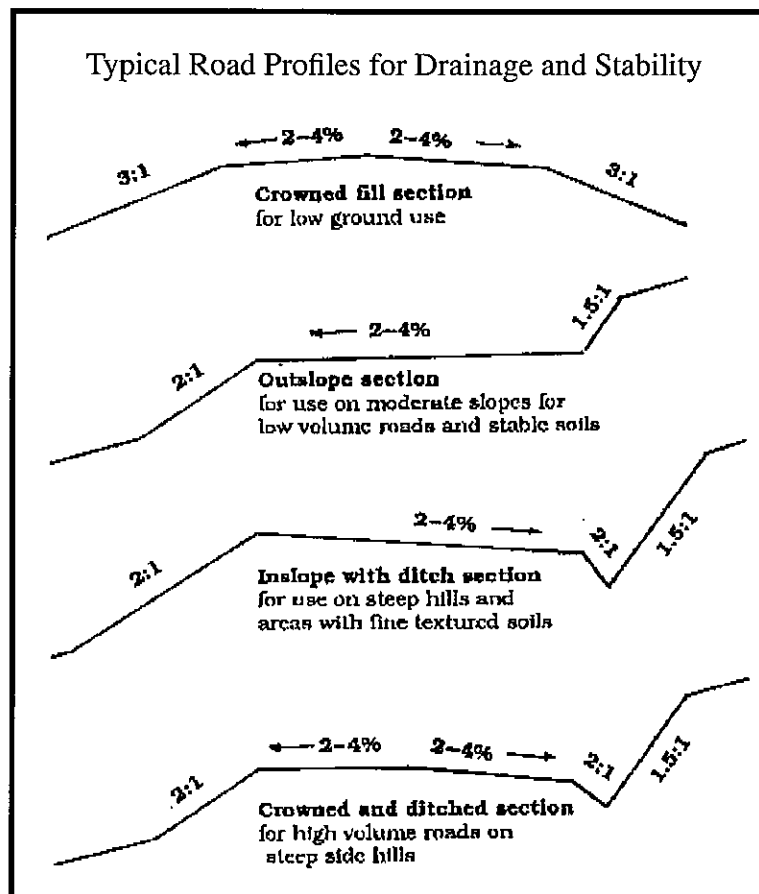 Typical Road Profiles for Drainage and Stability
2-4% 2-4%
3:1 3:1
Crowned fill section
for low ground use
1.5:1
2-4%
2:1
Outslope section
for use on moderate slopes for
low volume roads and stable soils
2-4%
2:1 2:1 1.5:1
Inslope with ditch section
for use on steep hills and
areas with fine textured soils
2-4% 2-4%
2:1 2:1 1.5:1
Crowned and ditched section
for high volume roads on
steep side hills